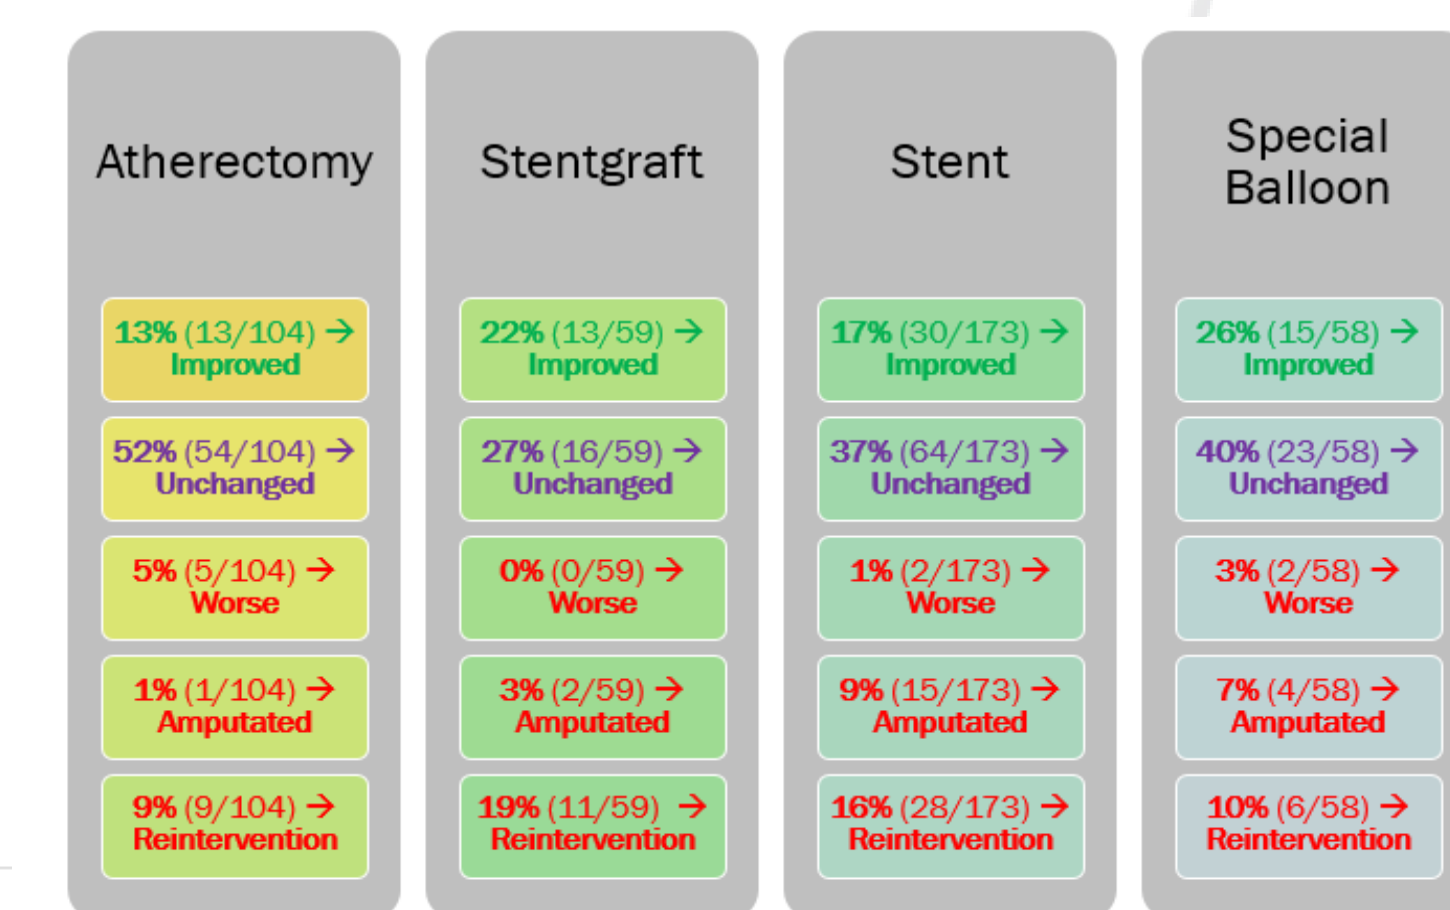 Atherectomy
13% (13/104) →
Improved
52% (54/104) →
Unchanged
5% (5/104) →
Worse
1% (1/104) →
Amputated
9% (9/104) →
Reintervention
Stentgraft
22% (13/59) →
Improved
27% (16/59) →
Unchanged
0% (0/59) →
Worse
3% (2/59) →
Amputated
19% (11/59) →
Reintervention
Stent
17% (30/173) →
Improved
37% (64/173) →
Unchanged
1% (2/173) →
Worse
9% (15/173) →
Amputated
16% (28/173) →
Reintervention
Special
Balloon
26% (15/58) →
Improved
40% (23/58) →
Unchanged
3% (2/58) →
Worse
7% (4/58) →
Amputated
10% (6/58) →
Reintervention